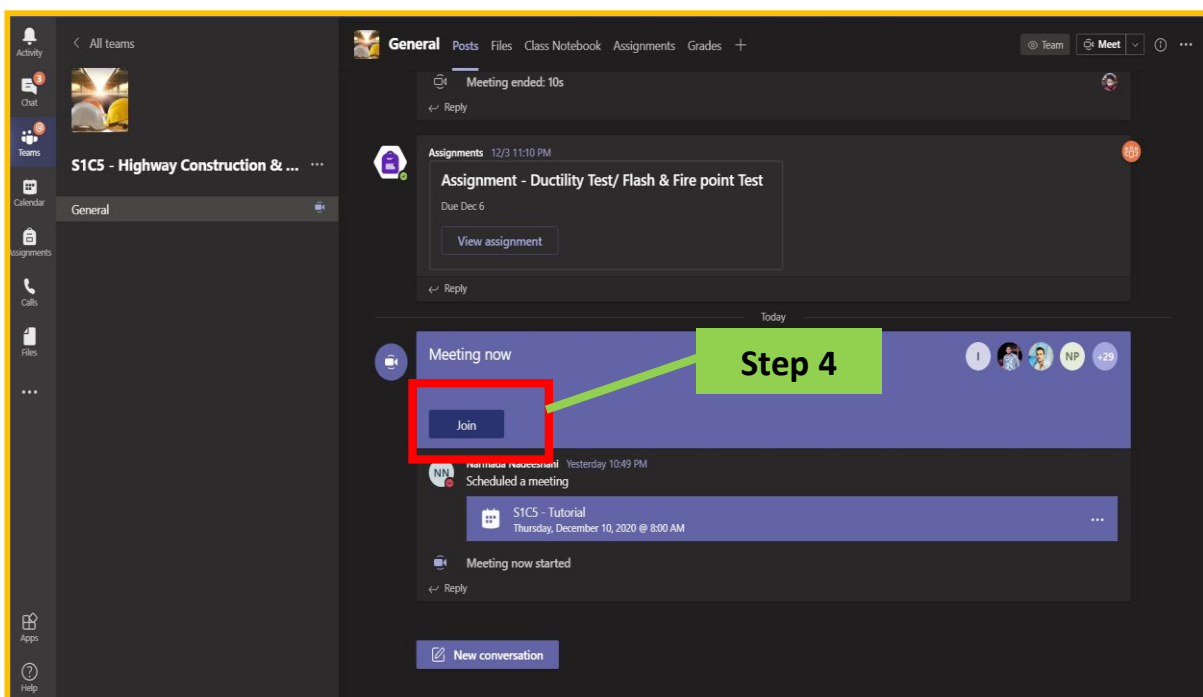 Activity
3
Chat
Teams
Calendar
Assignments
Calls
Files
Apps
Help
All teams
S1C5 - Highway Construction & ... ...
General
General Posts Files Class Notebook Assignments Grades +
Team Meet
Meeting ended: 10s
Reply
Assignments 12/3 11:10 PM
Assignment - Ductility Test/ Flash & Fire point Test
Due Dec 6
View assignment
Reply
Today
Meeting now
I NP +29
Step 4
Join
NN Narmada Nadeeshani Yesterday 10:49 PM
Scheduled a meeting
S1C5 - Tutorial
Thursday, December 10, 2020 @ 8:00 AM
Meeting now started
Reply
New conversation